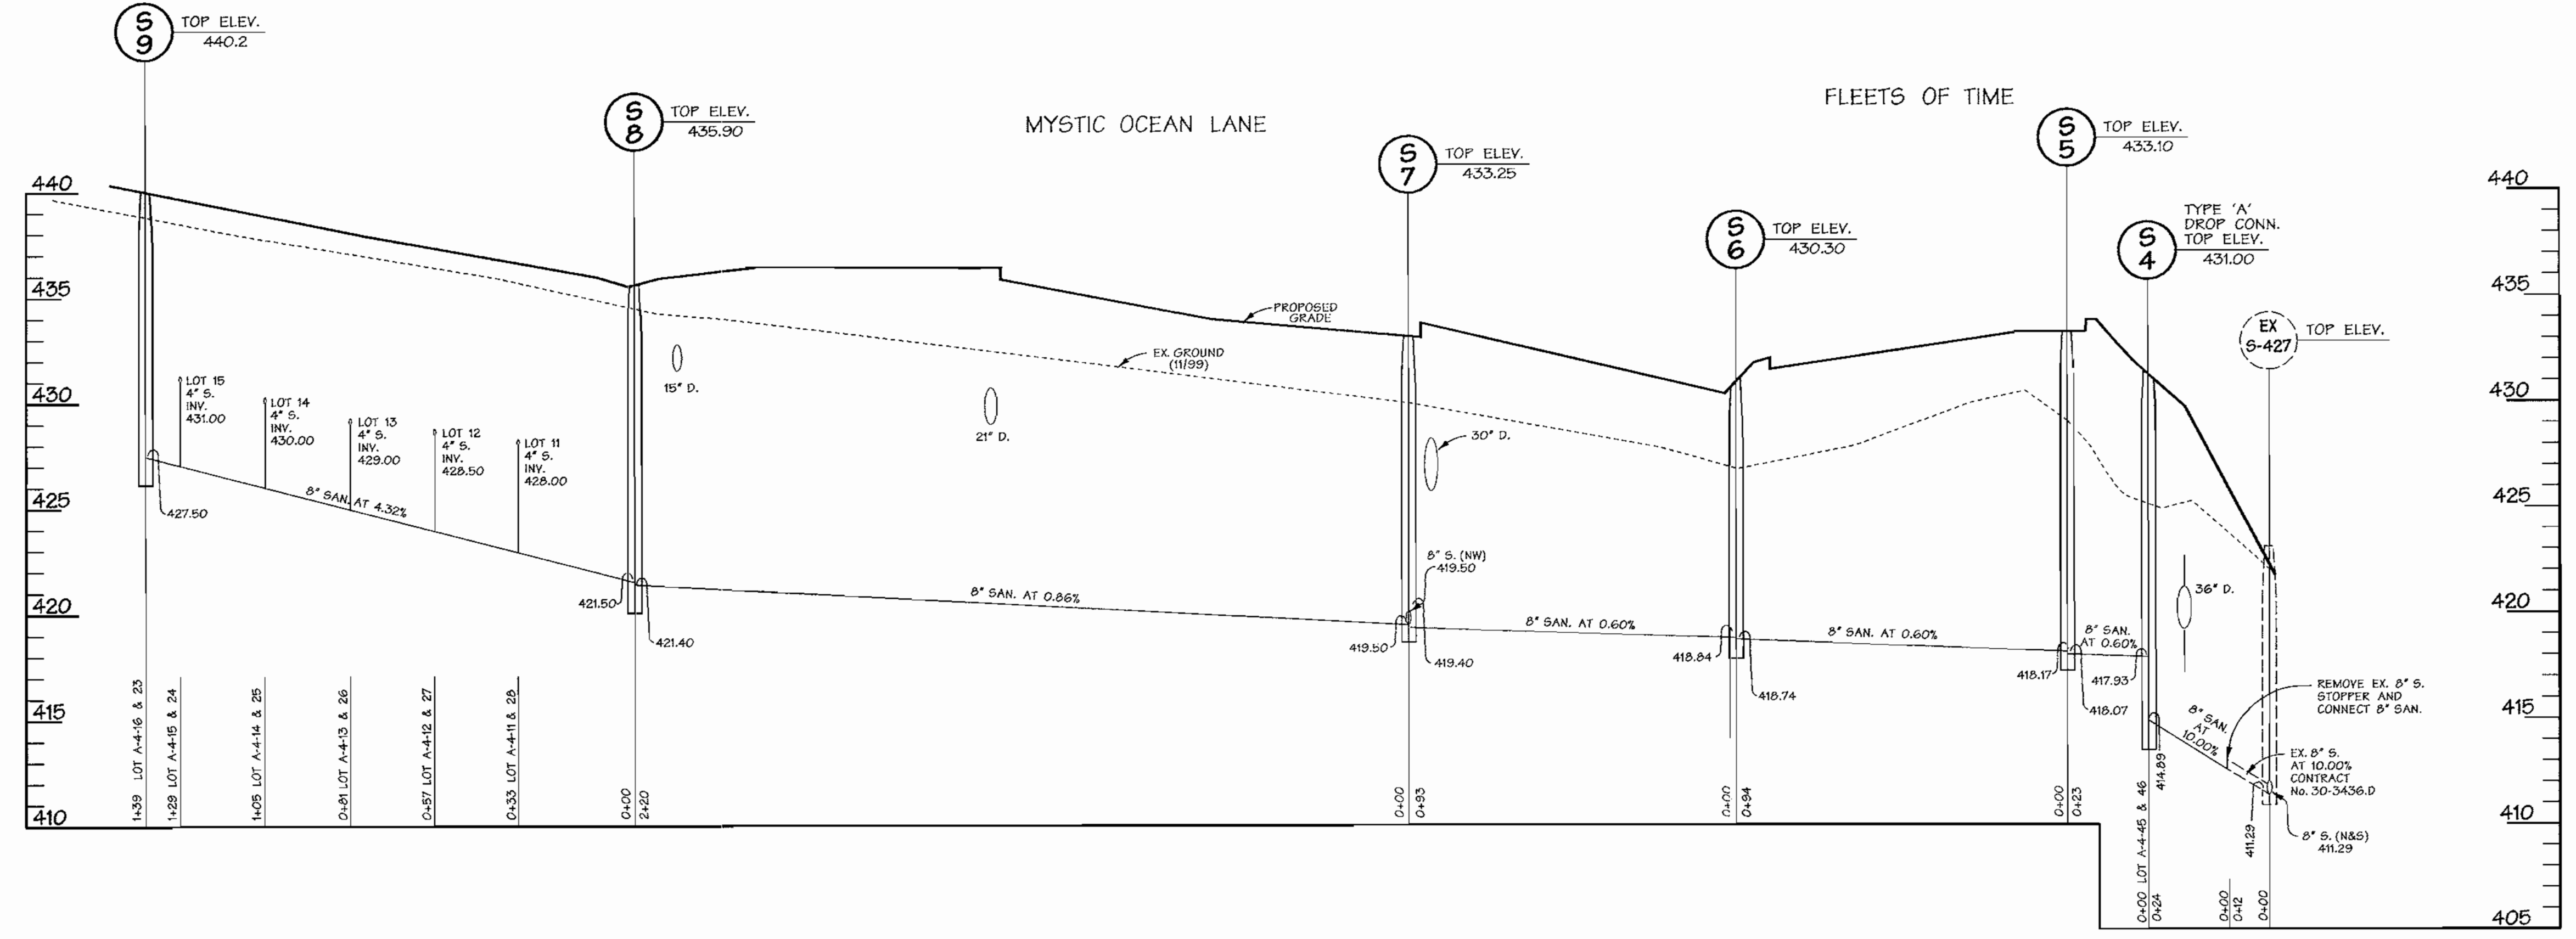 S
9
TOP ELEV.
440.2
S
8
TOP ELEV.
435.90
MYSTIC OCEAN LANE
FLEETS OF TIME
S
7
TOP ELEV.
433.25
S
6
TOP ELEV.
430.30
S
5
TOP ELEV.
433.10
TYPE 'A'
DROP CONN.
S
4
TOP ELEV.
431.00
EX
S-427
TOP ELEV.
440
435
430
425
420
415
410
440
435
430
425
420
415
410
405
PROPOSED
GRADE
EX. GROUND
(11/99)
15" D.
21" D.
30" D.
36" D.
LOT 15
4" S.
INV.
431.00
LOT 14
4" S.
INV.
430.00
LOT 13
4" S.
INV.
429.00
LOT 12
4" S.
INV.
428.50
LOT 11
4" S.
INV.
428.00
8" SAN. AT 4.32%
427.50
421.50
421.40
8" SAN. AT 0.86%
8" S. (NW)
419.50
419.50
419.40
8" SAN. AT 0.60%
418.84
418.74
8" SAN. AT 0.60%
418.17
418.07
8" SAN.
AT 0.60%
417.93
414.89
8" SAN.
AT
10.00%
REMOVE EX. 8" S.
STOPPER AND
CONNECT 8" SAN.
EX. 8" S.
AT 10.00%
CONTRACT
No. 30-3436.D
411.29
8" S. (N&S)
411.29
1+39 LOT A-4-16 & 23
1+29 LOT A-4-15 & 24
1+05 LOT A-4-14 & 25
0+81 LOT A-4-13 & 26
0+57 LOT A-4-12 & 27
0+33 LOT A-4-11 & 28
0+00
2+20
0+00
0+93
0+00
0+94
0+00
0+23
0+00 LOT A-4-45 & 46
0+24
0+00
0+12
0+00